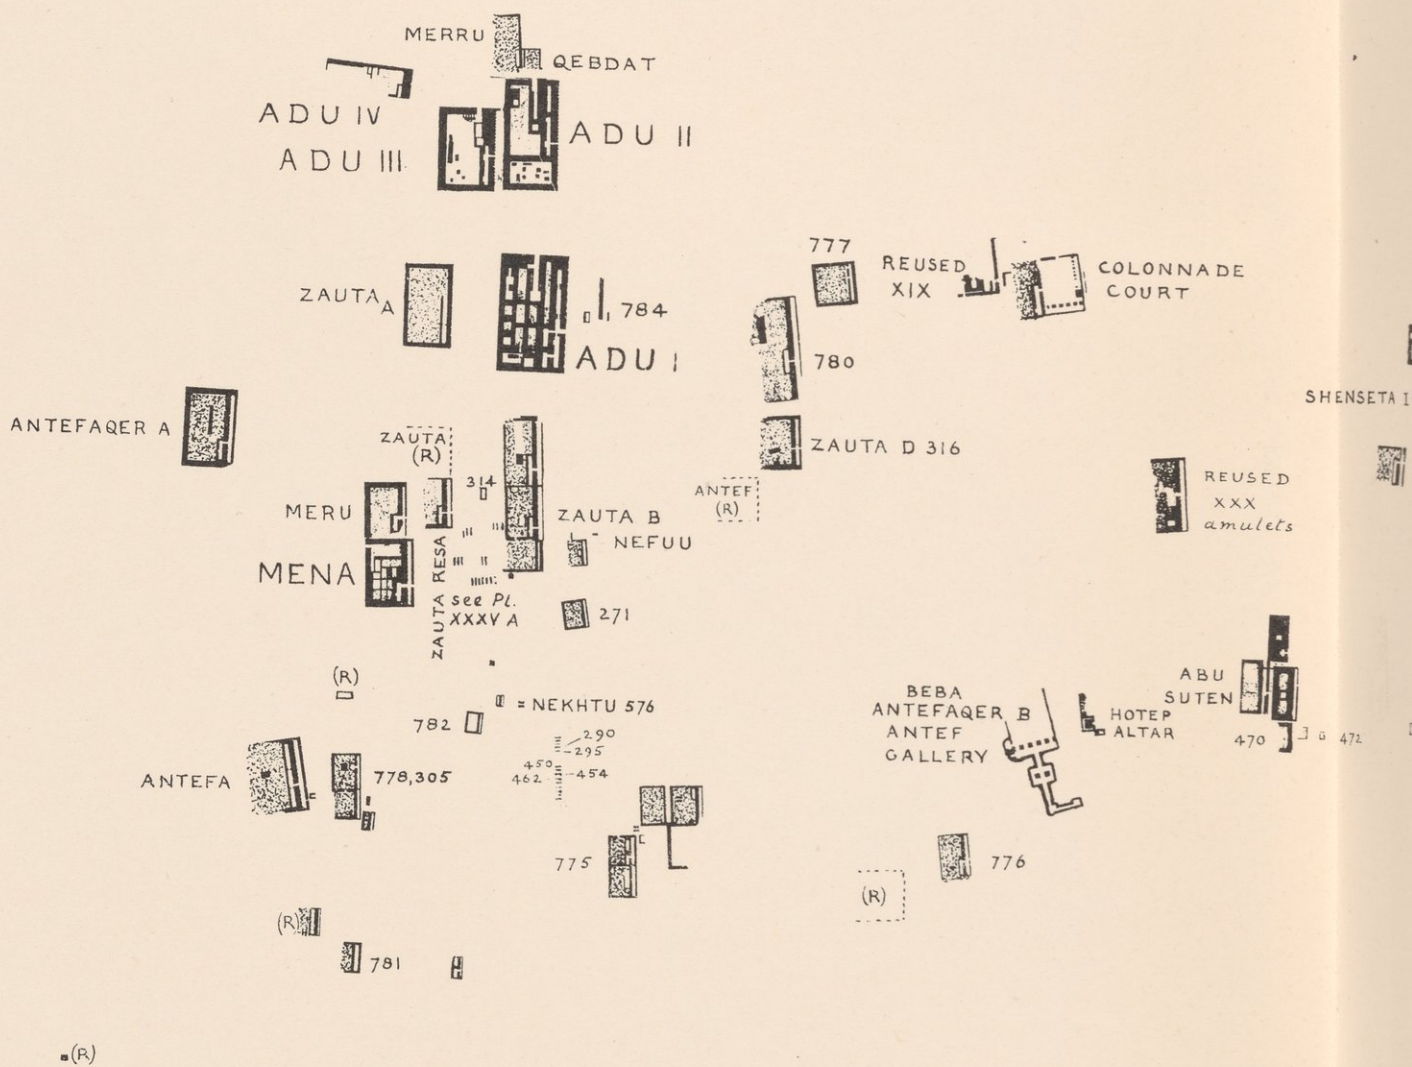 MERRU
QEBDAT
ADU IV
ADU III
ADU II
777
REUSED
XIX
COLONNADE
COURT
ZAUTA
A
784
ADU I
780
SHENSETA I
ANTEFAQER A
ZAUTA
(R)
ZAUTA D 316
314
ANTEF
(R)
REUSED
XXX
amulets
MERU
ZAUTA B
NEFUU
MENA
ZAUTA RESA
see Pl.
XXXV A
271
(R)
ABU
SUTEN
BEBA
ANTEFAQER B
ANTEF
GALLERY
HOTEP
ALTAR
NEKHTU 576
782
290
295
470
472
450
462
454
ANTEFA
778,305
775
776
(R)
(R)
781
(R)